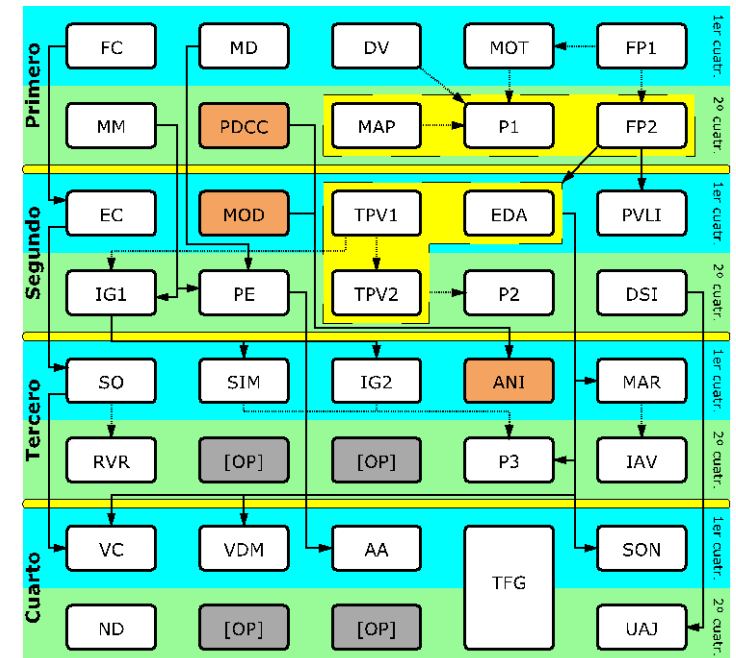 Primero
FC MD DV MOT FP1
1er cuatr.
MM PDCC MAP P1 FP2
2º cuatr.
Segundo
EC MOD TPV1 EDA PVLI
1er cuatr.
IG1 PE TPV2 P2 DSI
2º cuatr.
Tercero
SO SIM IG2 ANI MAR
1er cuatr.
RVR [OP] [OP] P3 IAV
2º cuatr.
Cuarto
VC VDM AA TFG SON
1er cuatr.
ND [OP] [OP] UAJ
2º cuatr.